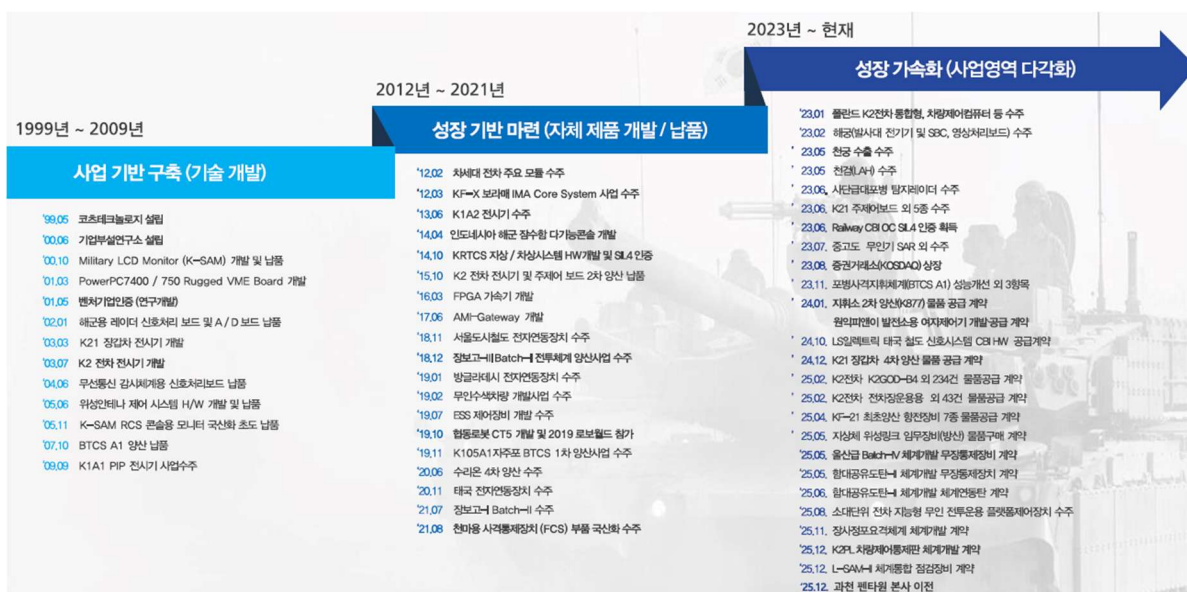 1999년 ~ 2009년
사업 기반 구축 (기술 개발)
'99.05 코츠테크놀로지 설립
'00.06 기업부설연구소 설립
'00.10 Military LCD Monitor (K-SAM) 개발 및 납품
'01.03 PowerPC7400 / 750 Rugged VME Board 개발
'01.05 벤처기업인증 (연구개발)
'02.01 해군용 레이더 신호처리 보드 및 A / D 보드 납품
'03.03 K21 장갑차 전시기 개발
'03.07 K2 전차 전시기 개발
'04.06 무선통신 감시체계용 신호처리보드 납품
'05.06 위성안테나 제어 시스템 H/W 개발 및 납품
'05.11 K-SAM RCS 콘솔용 모니터 국산화 초도 납품
'07.10 BTCS A1 양산 납품
'09.09 K1A1 PIP 전시기 사업수주
2012년 ~ 2021년
성장 기반 마련 (자체 제품 개발 / 납품)
'12.02 차세대 전차 주요 모듈 수주
'12.03 KF-X 보라매 IMA Core System 사업 수주
'13.06 K1A2 전시기 수주
'14.04 인도네시아 해군 잠수함 다기능콘솔 개발
'14.10 KRTCS 지상 / 차상시스템 HW개발 및 SIL4 인증
'15.10 K2 전차 전시기 및 주제어 보드 2차 양산 납품
'16.03 FPGA 가속기 개발
'17.06 AMI-Gateway 개발
'18.11 서울도시철도 전자연동장치 수주
'18.12 장보고-III Batch-I 전투체계 양산사업 수주
'19.01 방글라데시 전자연동장치 수주
'19.02 무인수색차량 개발사업 수주
'19.07 ESS 제어장비 개발 수주
'19.10 협동로봇 CT5 개발 및 2019 로보월드 참가
'19.11 K105A1자주포 BTCS 1차 양산사업 수주
'20.06 수리온 4차 양산 수주
'20.11 태국 전자연동장치 수주
'21.07 장보고-I Batch-II 수주
'21.08 천마용 사격통제장치 (FCS) 부품 국산화 수주
2023년 ~ 현재
성장 가속화 (사업영역 다각화)
'23.01 폴란드 K2전차 통합형, 차량제어컴퓨터 등 수주
'23.02 해궁(발사대 전기기 및 SBC, 영상처리보드) 수주
' 23.05 천궁 수출 수주
' 23.05 천검(LAH) 수주
' 23.06. 사단급대포병 탐지레이더 수주
' 23.06. K21 주제어보드 외 5종 수주
' 23.06. Railway CBI OC SIL4 인증 획득
' 23.07. 중고도 무인기 SAR 외 수주
' 23.08. 증권거래소(KOSDAQ) 상장
' 23.11. 포병사격지휘체계(BTCS A1) 성능개선 외 3항목
' 24.01. 지휘소 2차 양산(K877) 물품 공급 계약
원익피앤이 발전소용 여자제어기 개발·공급 계약
' 24.10. LS일렉트릭 태국 철도 신호시스템 CBI HW 공급계약
' 24.12. K21 장갑차 4차 양산 물품 공급 계약
' 25.02. K2전차 K2GOD-B4 외 234건 물품공급 계약
' 25.02. K2전차 전차장운용용 외 43건 물품공급 계약
' 25.04. KF-21 최초양산 항전장비 7종 물품공급 계약
' 25.05. 지상체 위성링크 임무장비(방산) 물품구매 계약
'25.05. 울산급 Batch-IV 체계개발 무장통제장비 계약
'25.05. 함대공유도탄-II 체계개발 무장통제장치 계약
'25.06. 함대공유도탄-II 체계개발 체계연동탄 계약
'25.08. 소대단위 전차 지능형 무인 전투운용 플랫폼제어장치 수주
'25.11. 장사정포요격체계 체계개발 계약
'25.12. K2PL 차량제어통제판 체계개발 계약
'25.12. L-SAM-II 체계통합 점검장비 계약
'25.12. 과천 펜타원 본사 이전